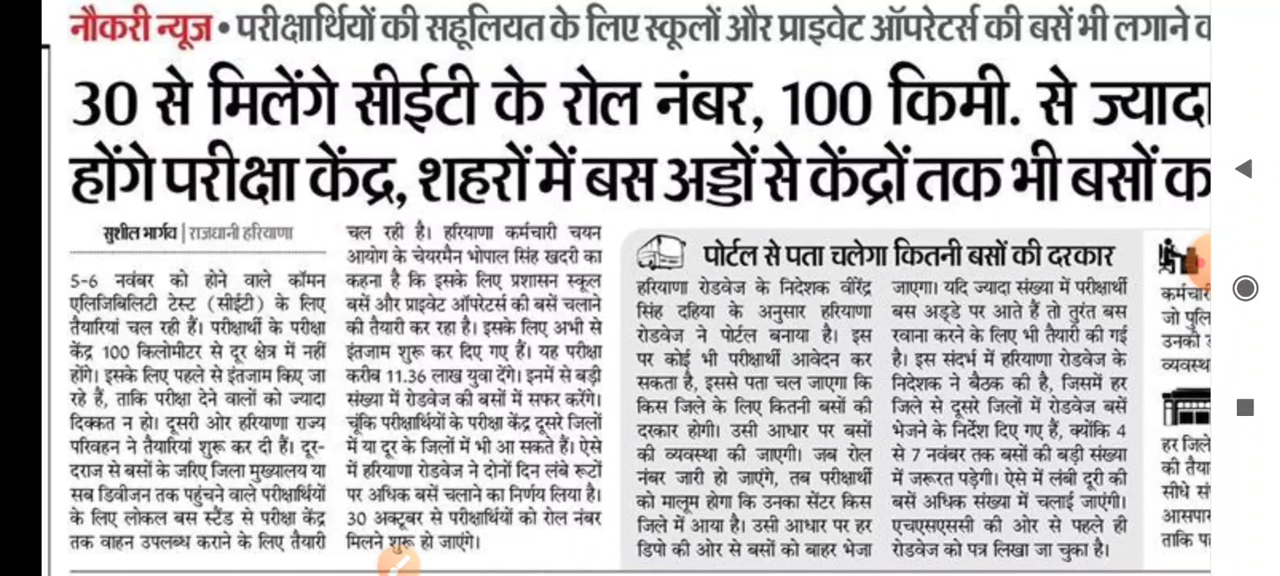 नौकरी न्यूज • परीक्षार्थियों की सहूलियत के लिए स्कूलों और प्राइवेट ऑपरेटर्स की बसें भी लगाने
30 से मिलेंगे सीईटी के रोल नंबर, 100 किमी. से
होंगे परीक्षा केंद्र, शहरों में बस अड्डों से केंद्रों तक भी बसों
सुशील भार्गव | राजधानी हरियाणा
5-6 नवंबर को होने वाले कॉमन
एलिजिबिलिटी टेस्ट (सीईटी) के लिए
तैयारियां चल रही हैं। परीक्षार्थी के परीक्षा
केंद्र 100 किलोमीटर से दूर क्षेत्र में नहीं
होंगे। इसके लिए पहले से इंतजाम किए जा
रहे हैं, ताकि परीक्षा देने वालों को ज्यादा
दिक्कत न हो। दूसरी ओर हरियाणा राज्य
परिवहन ने तैयारियां शुरू कर दी हैं। दूर-
दराज से बसों के जरिए जिला मुख्यालय या
सब डिवीजन तक पहुंचने वाले परीक्षार्थियों
के लिए लोकल बस स्टैंड से परीक्षा केंद्र
तक वाहन उपलब्ध कराने के लिए तैयारी
चल रही है। हरियाणा कर्मचारी चयन
आयोग के चेयरमैन भोपाल सिंह खदरी का
कहना है कि इसके लिए प्रशासन स्कूल
बसें और प्राइवेट ऑपरेटर्स की बसें चलाने
की तैयारी कर रहा है। इसके लिए अभी से
इंतजाम शुरू कर दिए गए हैं। यह परीक्षा
करीब 11.36 लाख युवा देंगे। इनमें से बड़ी
संख्या में रोडवेज की बसों में सफर करेंगे।
चूंकि परीक्षार्थियों के परीक्षा केंद्र दूसरे जिलों
में या दूर के जिलों में भी आ सकते हैं। ऐसे
में हरियाणा रोडवेज ने दोनों दिन लंबे रूटों
पर अधिक बसें चलाने का निर्णय लिया है।
30 अक्टूबर से परीक्षार्थियों को रोल नंबर
मिलने शुरू हो जाएंगे।
पोर्टल से पता चलेगा कितनी बसों की दरकार
हरियाणा रोडवेज के निदेशक वीरेंद्र
सिंह दहिया के अनुसार हरियाणा
रोडवेज ने पोर्टल बनाया है। इस
पर कोई भी परीक्षार्थी आवेदन कर
सकता है, इससे पता चल जाएगा कि
किस जिले के लिए कितनी बसों की
दरकार होगी। उसी आधार पर बसों
की व्यवस्था की जाएगी। जब रोल
नंबर जारी हो जाएंगे, तब परीक्षार्थी
को मालूम होगा कि उनका सेंटर किस
जिले में आया है। उसी आधार पर हर
डिपो की ओर से बसों को बाहर भेजा
जाएगा। यदि ज्यादा संख्या में परीक्षार्थी
बस अड्डे पर आते हैं तो तुरंत बस
रवाना करने के लिए भी तैयारी की गई
है। इस संदर्भ में हरियाणा रोडवेज के
निदेशक ने बैठक की है, जिसमें हर
जिले से दूसरे जिलों में रोडवेज बसें
भेजने के निर्देश दिए गए हैं, क्योंकि 4
से 7 नवंबर तक बसों की बड़ी संख्या
में जरूरत पड़ेगी। ऐसे में लंबी दूरी की
बसें अधिक संख्या में चलाई जाएंगी।
एचएसएससी की ओर से पहले ही
रोडवेज को पत्र लिखा जा चुका है।
जो
उनकी
हर जिले
की
सीधे
ताकि